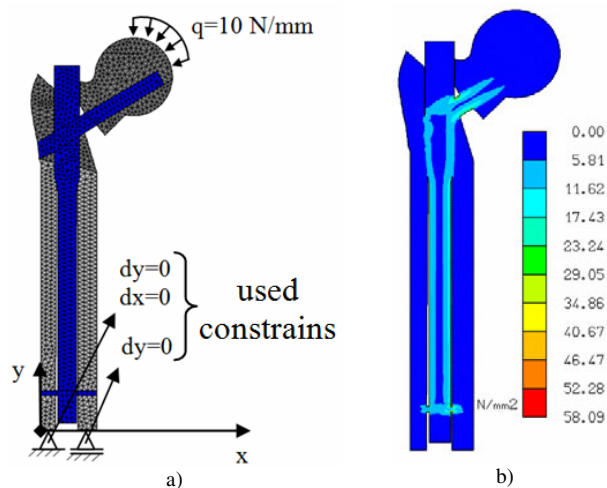 q=10 N/mm
dy=0
dx=0
dy=0
used
constrains
y
x
a)
0.00
5.81
11.62
17.43
23.24
29.05
34.86
40.67
46.47
52.28
58.09
N/mm2
b)